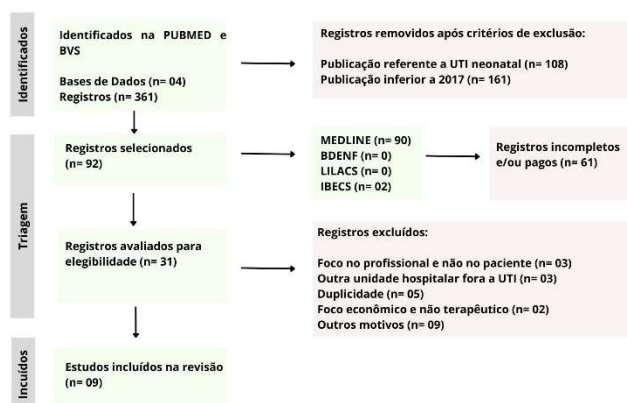 Identificados
Identificados na PUBMED e
BVS
Bases de Dados (n= 04)
Registros (n= 361)
Registros removidos após critérios de exclusão:
Publicação referente a UTI neonatal (n= 108)
Publicação inferior a 2017 (n= 161)
Triagem
Registros selecionados
(n= 92)
MEDLINE (n= 90)
BDENF (n= 0)
LILACS (n= 0)
IBECS (n= 02)
Registros incompletos
e/ou pagos (n= 61)
Registros avaliados para
elegibilidade (n= 31)
Registros excluídos:
Foco no profissional e não no paciente (n= 03)
Outra unidade hospitalar fora a UTI (n= 03)
Duplicidade (n= 05)
Foco econômico e não terapêutico (n= 02)
Outros motivos (n= 09)
Incuídos
Estudos incluídos na revisão
(n= 09)